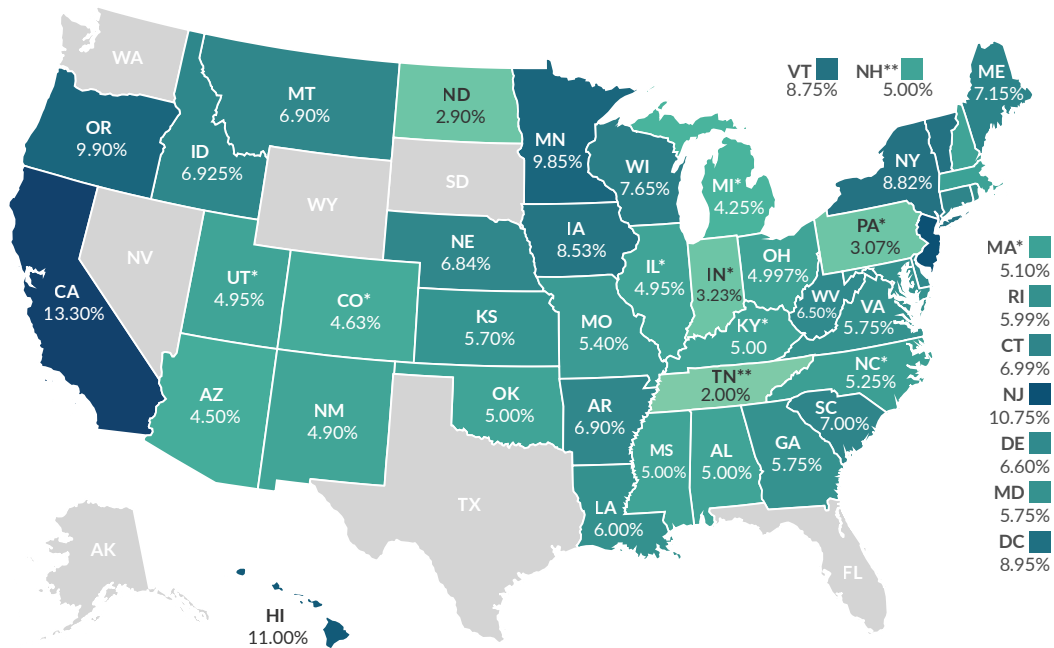 WA
VT
8.75%
NH**
5.00%
ME
7.15%
MT
6.90%
ND
2.90%
OR
9.90%
ID
6.925%
MN
9.85%
WI
7.65%
SD
MI*
4.25%
NY
8.82%
WY
IA
8.53%
PA*
3.07%
NE
6.84%
NV
UT*
4.95%
CO*
4.63%
IL*
4.95%
IN*
3.23%
OH
4.997%
MA*
5.10%
CA
13.30%
WV
6.50%
VA
5.75%
RI
5.99%
KS
5.70%
MO
5.40%
KY*
5.00
CT
6.99%
NC*
5.25%
TN**
2.00%
NJ
10.75%
AZ
4.50%
NM
4.90%
OK
5.00%
AR
6.90%
SC
7.00%
MS
5.00%
AL
5.00%
GA
5.75%
DE
6.60%
TX
LA
6.00%
MD
5.75%
AK
FL
DC
8.95%
HI
11.00%